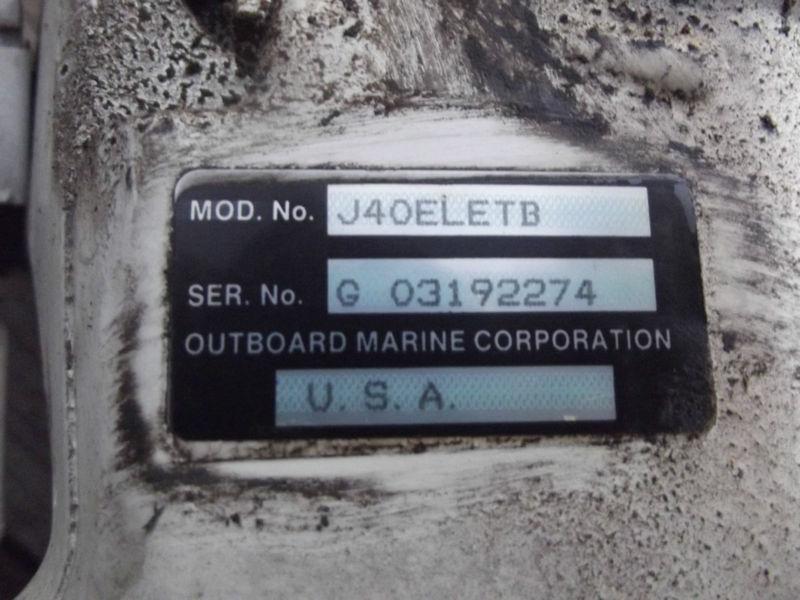 MOD. No. J40ELETB
SER. No. G 03192274
OUTBOARD MARINE CORPORATION
U.S.A.